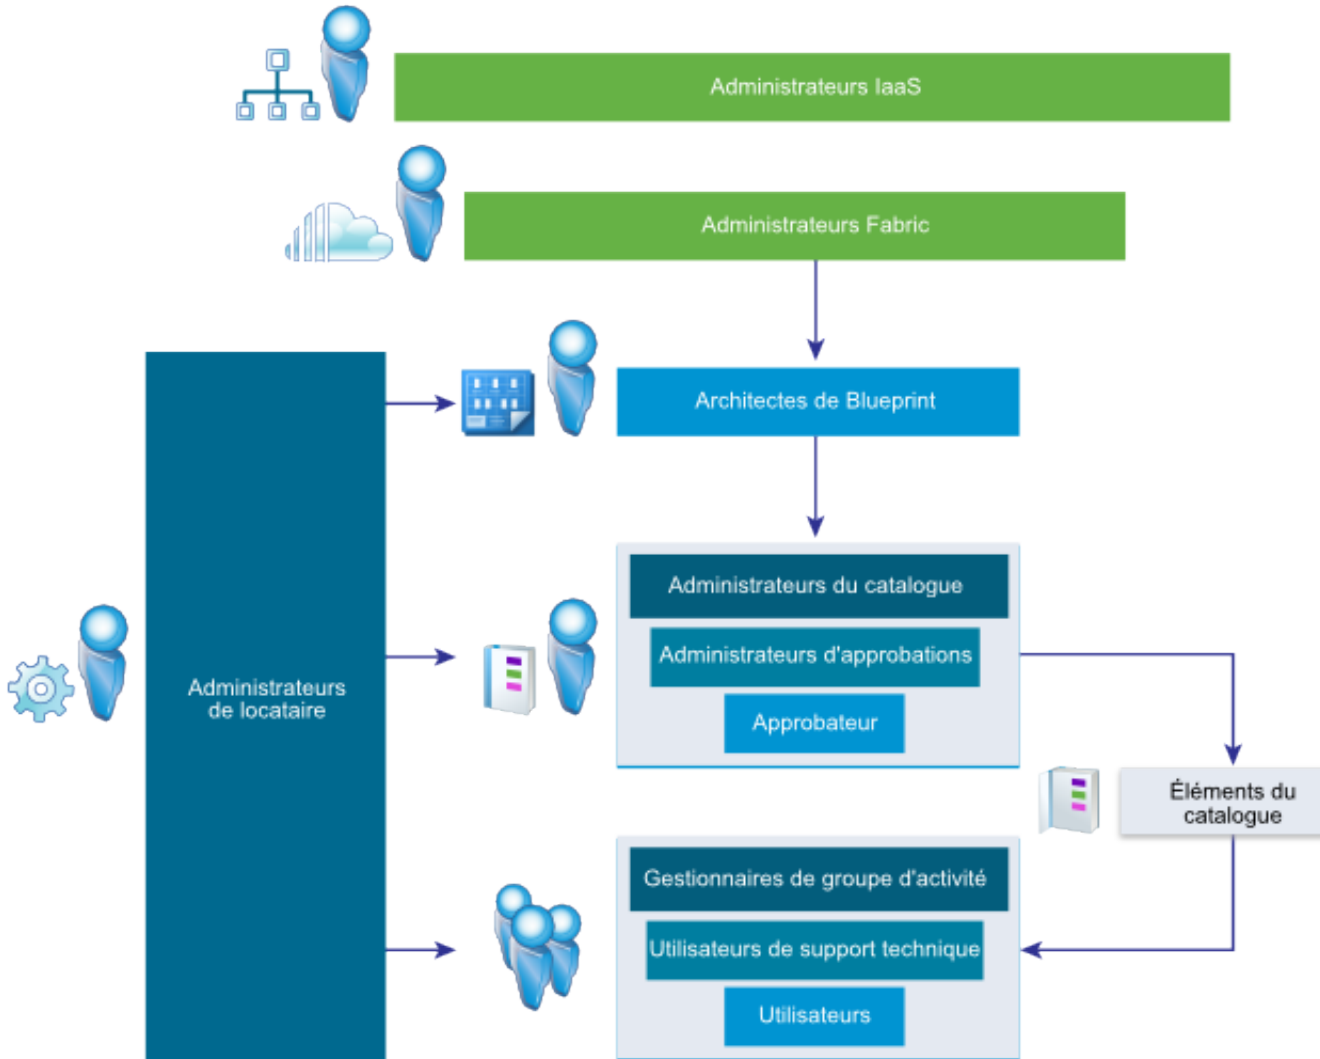 Administrateurs IaaS
Administrateurs Fabric
Architectes de Blueprint
Administrateurs du catalogue
Administrateurs d'approbations
Approbateur
Administrateurs
de locataire
Éléments du
catalogue
Gestionnaires de groupe d'activité
Utilisateurs de support technique
Utilisateurs